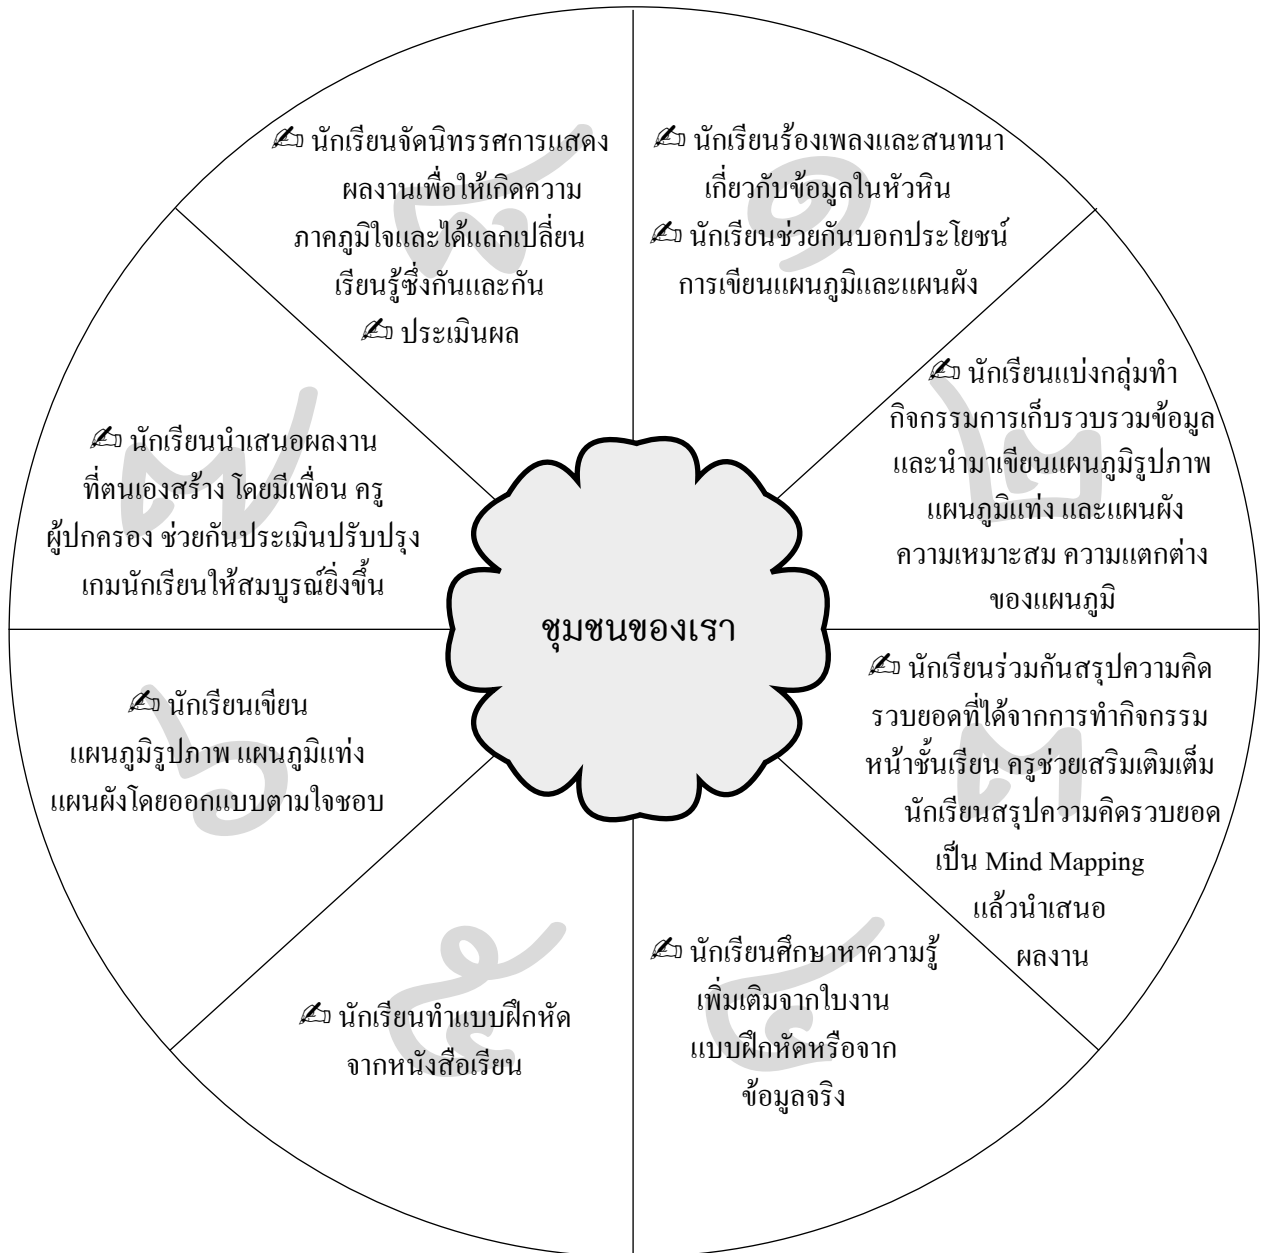 ๑
✍ นักเรียนร้องเพลงและสนทนา
เกี่ยวกับข้อมูลในหัวหิน
✍ นักเรียนช่วยกันบอกประโยชน์
การเขียนแผนภูมิและแผนผัง
๒
✍ นักเรียนแบ่งกลุ่มทำ
กิจกรรมการเก็บรวบรวมข้อมูล
และนำมาเขียนแผนภูมิรูปภาพ
แผนภูมิแท่ง และแผนผัง
ความเหมาะสม ความแตกต่าง
ของแผนภูมิ
๓
✍ นักเรียนร่วมกันสรุปความคิด
รวบยอดที่ได้จากการทำกิจกรรม
หน้าชั้นเรียน ครูช่วยเสริมเติมเต็ม
นักเรียนสรุปความคิดรวบยอด
เป็น Mind Mapping
แล้วนำเสนอ
ผลงาน
๔
✍ นักเรียนศึกษาหาความรู้
เพิ่มเติมจากใบงาน
แบบฝึกหัดหรือจาก
ข้อมูลจริง
๕
✍ นักเรียนทำแบบฝึกหัด
จากหนังสือเรียน
๖
✍ นักเรียนเขียน
แผนภูมิรูปภาพ แผนภูมิแท่ง
แผนผังโดยออกแบบตามใจชอบ
๗
✍ นักเรียนนำเสนอผลงาน
ที่ตนเองสร้าง โดยมีเพื่อน ครู
ผู้ปกครอง ช่วยกันประเมินปรับปรุง
เกมนักเรียนให้สมบูรณ์ยิ่งขึ้น
๘
✍ นักเรียนจัดนิทรรศการแสดง
ผลงานเพื่อให้เกิดความ
ภาคภูมิใจและได้แลกเปลี่ยน
เรียนรู้ซึ่งกันและกัน
✍ ประเมินผล
ชุมชนของเรา